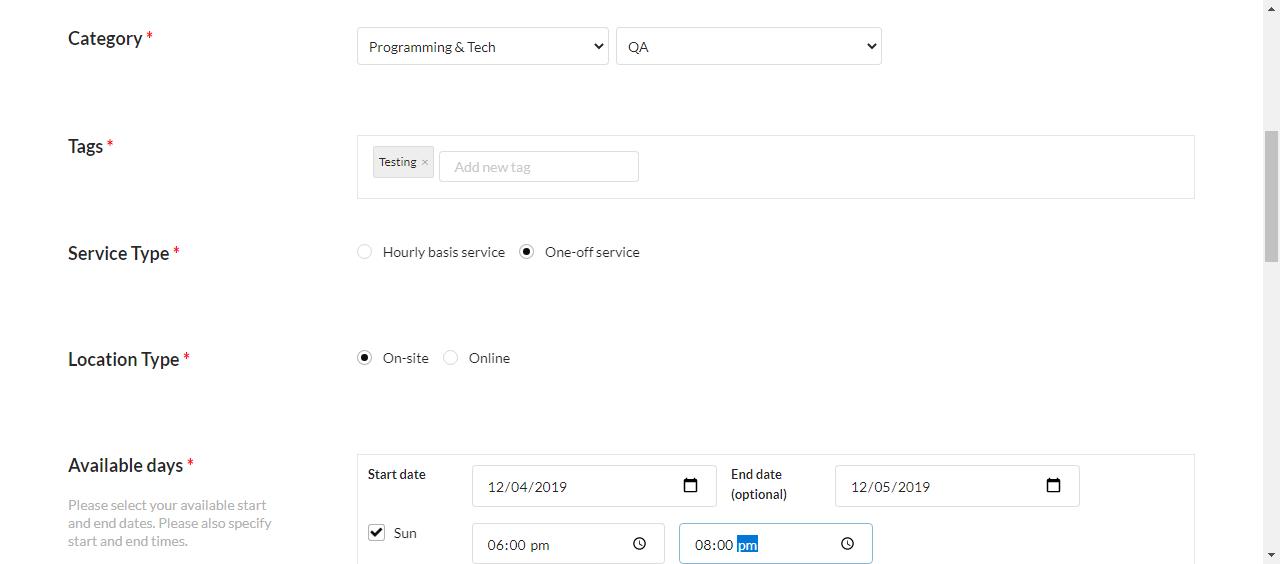 Category *
Programming & Tech
QA
Tags *
Testing ×
Add new tag
Service Type *
Hourly basis service
One-off service
Location Type *
On-site
Online
Available days *
Please select your available start
and end dates. Please also specify
start and end times.
Start date
12/04/2019
End date
(optional)
12/05/2019
Sun
06:00 pm
08:00 pm